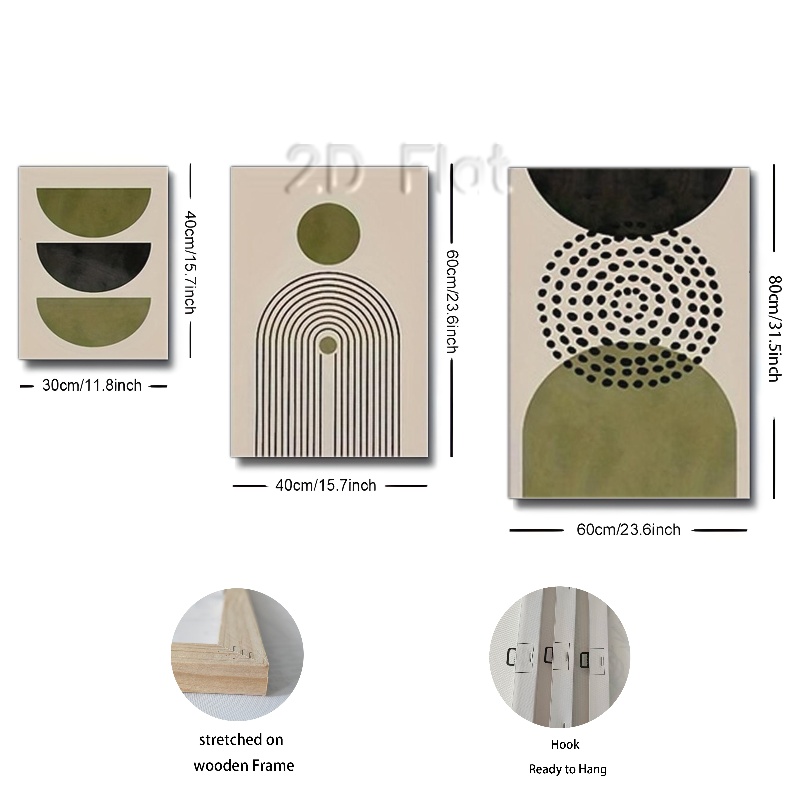 2D Flat
40cm/15.7inch
30cm/11.8inch
60cm/23.6inch
40cm/15.7inch
80cm/31.5inch
60cm/23.6inch
stretched on
wooden Frame
Hook
Ready to Hang